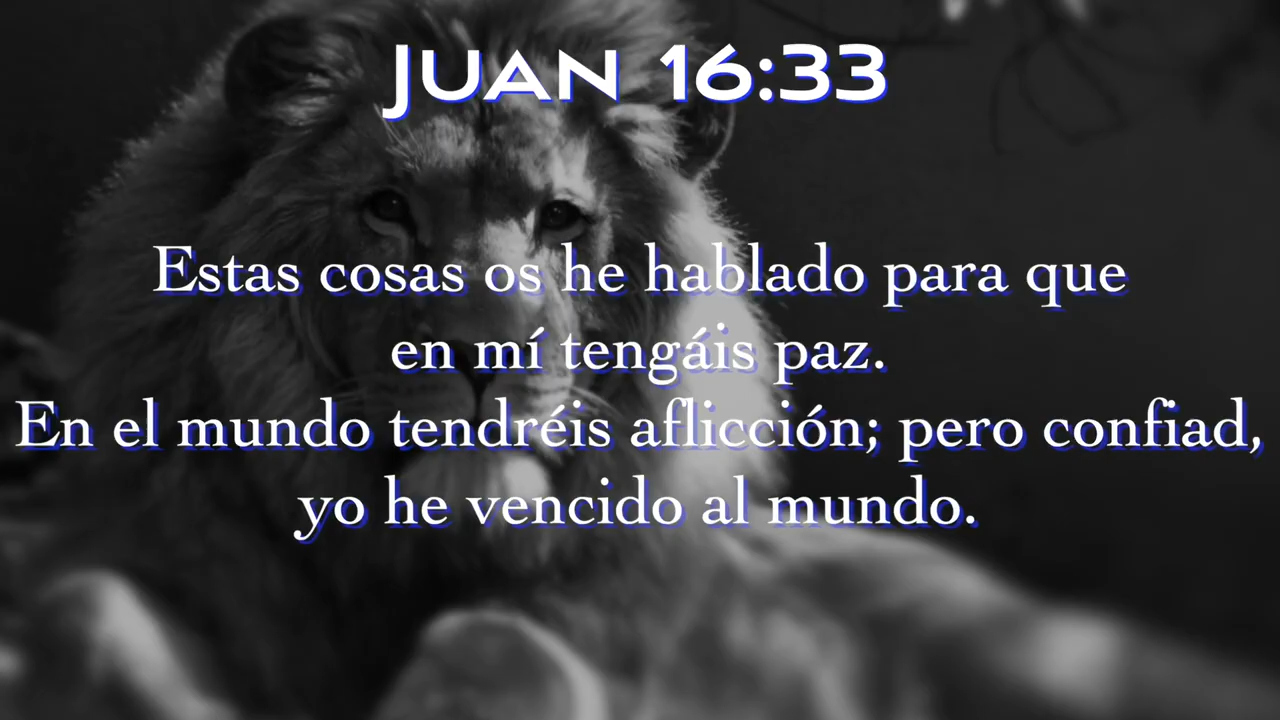 Juan 16:33
Estas cosas os he hablado para que
en mí tengáis paz.
En el mundo tendréis aflicción; pero confiad,
yo he vencido al mundo.